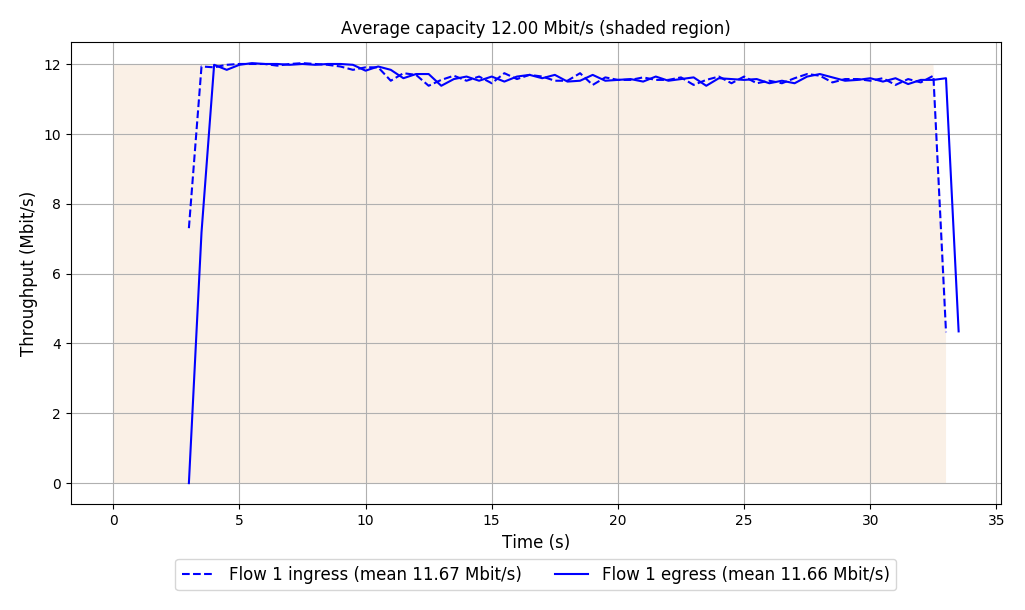 Average capacity 12.00 Mbit/s (shaded region)
Throughput (Mbit/s)
12
10
8
6
4
2
0
0 5 10 15 20 25 30 35
Time (s)
Flow 1 ingress (mean 11.67 Mbit/s) Flow 1 egress (mean 11.66 Mbit/s)